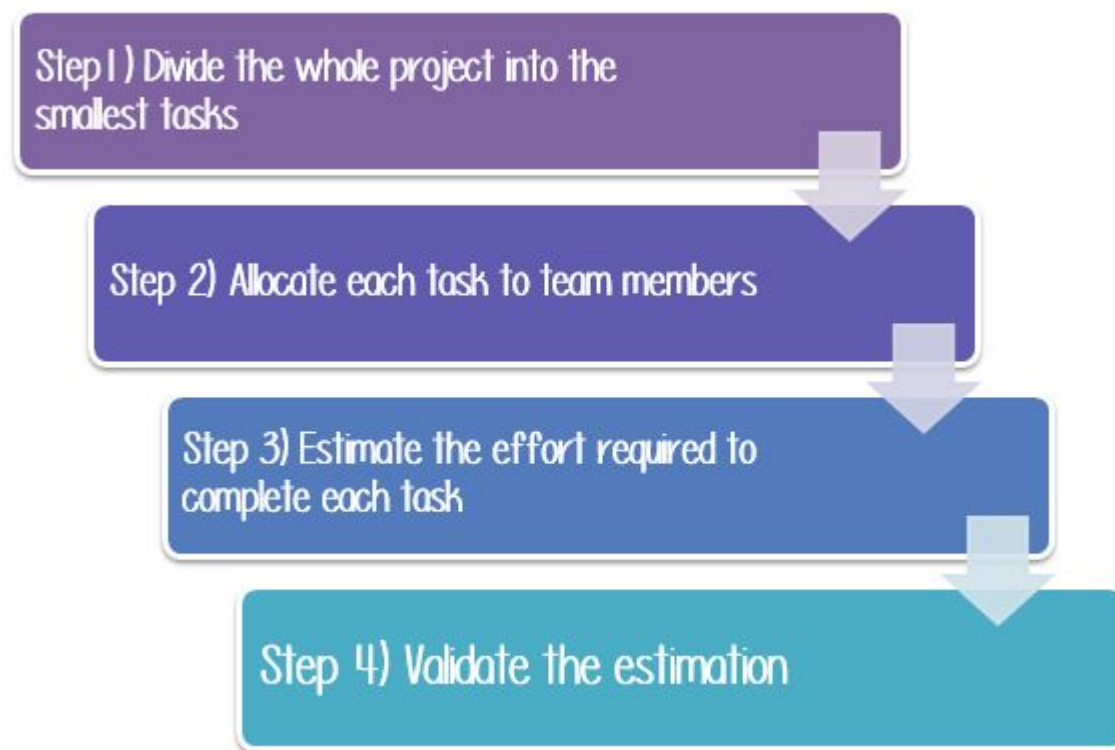 Step1) Divide the whole project into the
smallest tasks
Step 2) Allocate each task to team members
Step 3) Estimate the effort required to
complete each task
Step 4) Validate the estimation